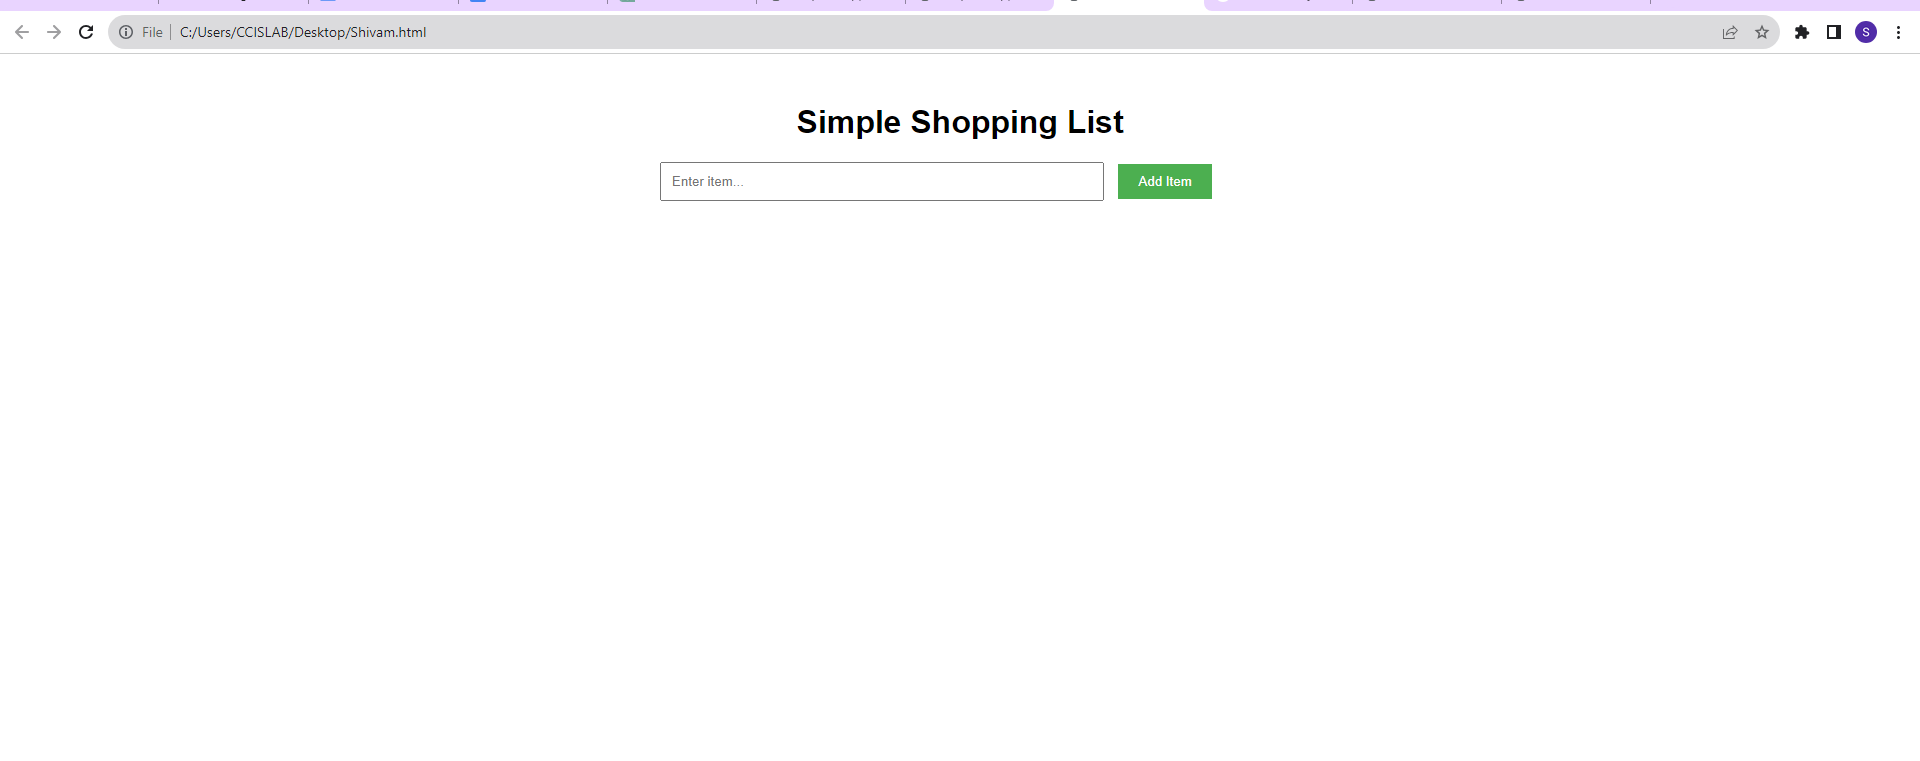 File C:/Users/CCISLAB/Desktop/Shivam.html
S
Simple Shopping List
Enter item...
Add Item